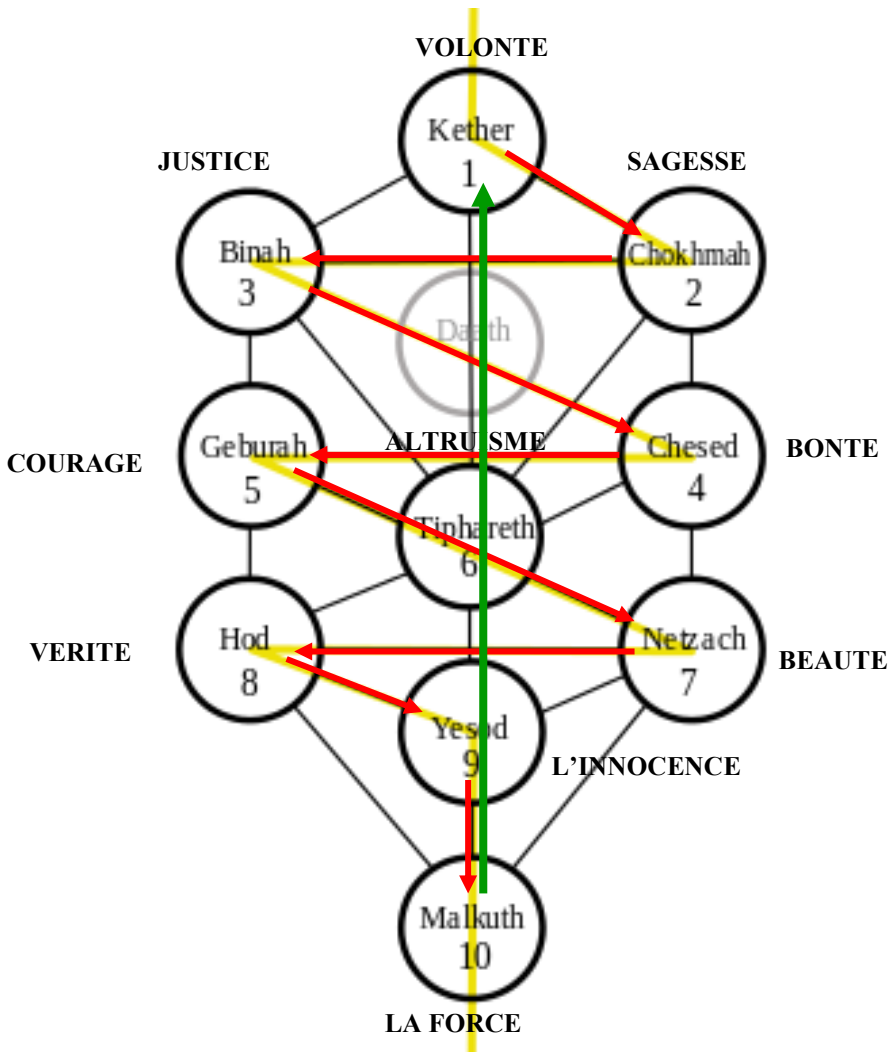 VOLONTE
Kether
1
JUSTICE
SAGESSE
Binah
3
Chokhmah
2
Daath
ALTRUISME
COURAGE
Geburah
5
Chesed
4
BONTE
Tiphareth
6
VERITE
Hod
8
Netzach
7
BEAUTE
Yesod
9
L’INNOCENCE
Malkuth
10
LA FORCE